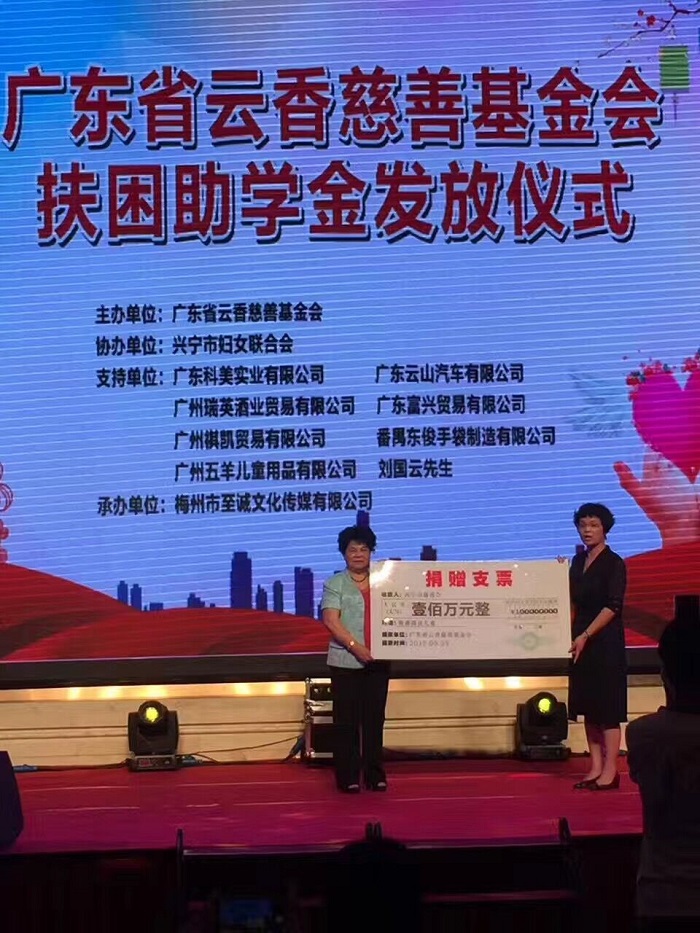 广东省云香慈善基金会
扶困助学金发放仪式
主办单位：广东省云香慈善基金会
协办单位：兴宁市妇女联合会
支持单位：广东科美实业有限公司 广东云山汽车有限公司
广州瑞英酒业贸易有限公司 广东富兴贸易有限公司
广州祺凯贸易有限公司 番禺东俊手袋制造有限公司
广州五羊儿童用品有限公司 刘国云先生
承办单位：梅州市至诚文化传媒有限公司
捐赠支票
壹佰万元整